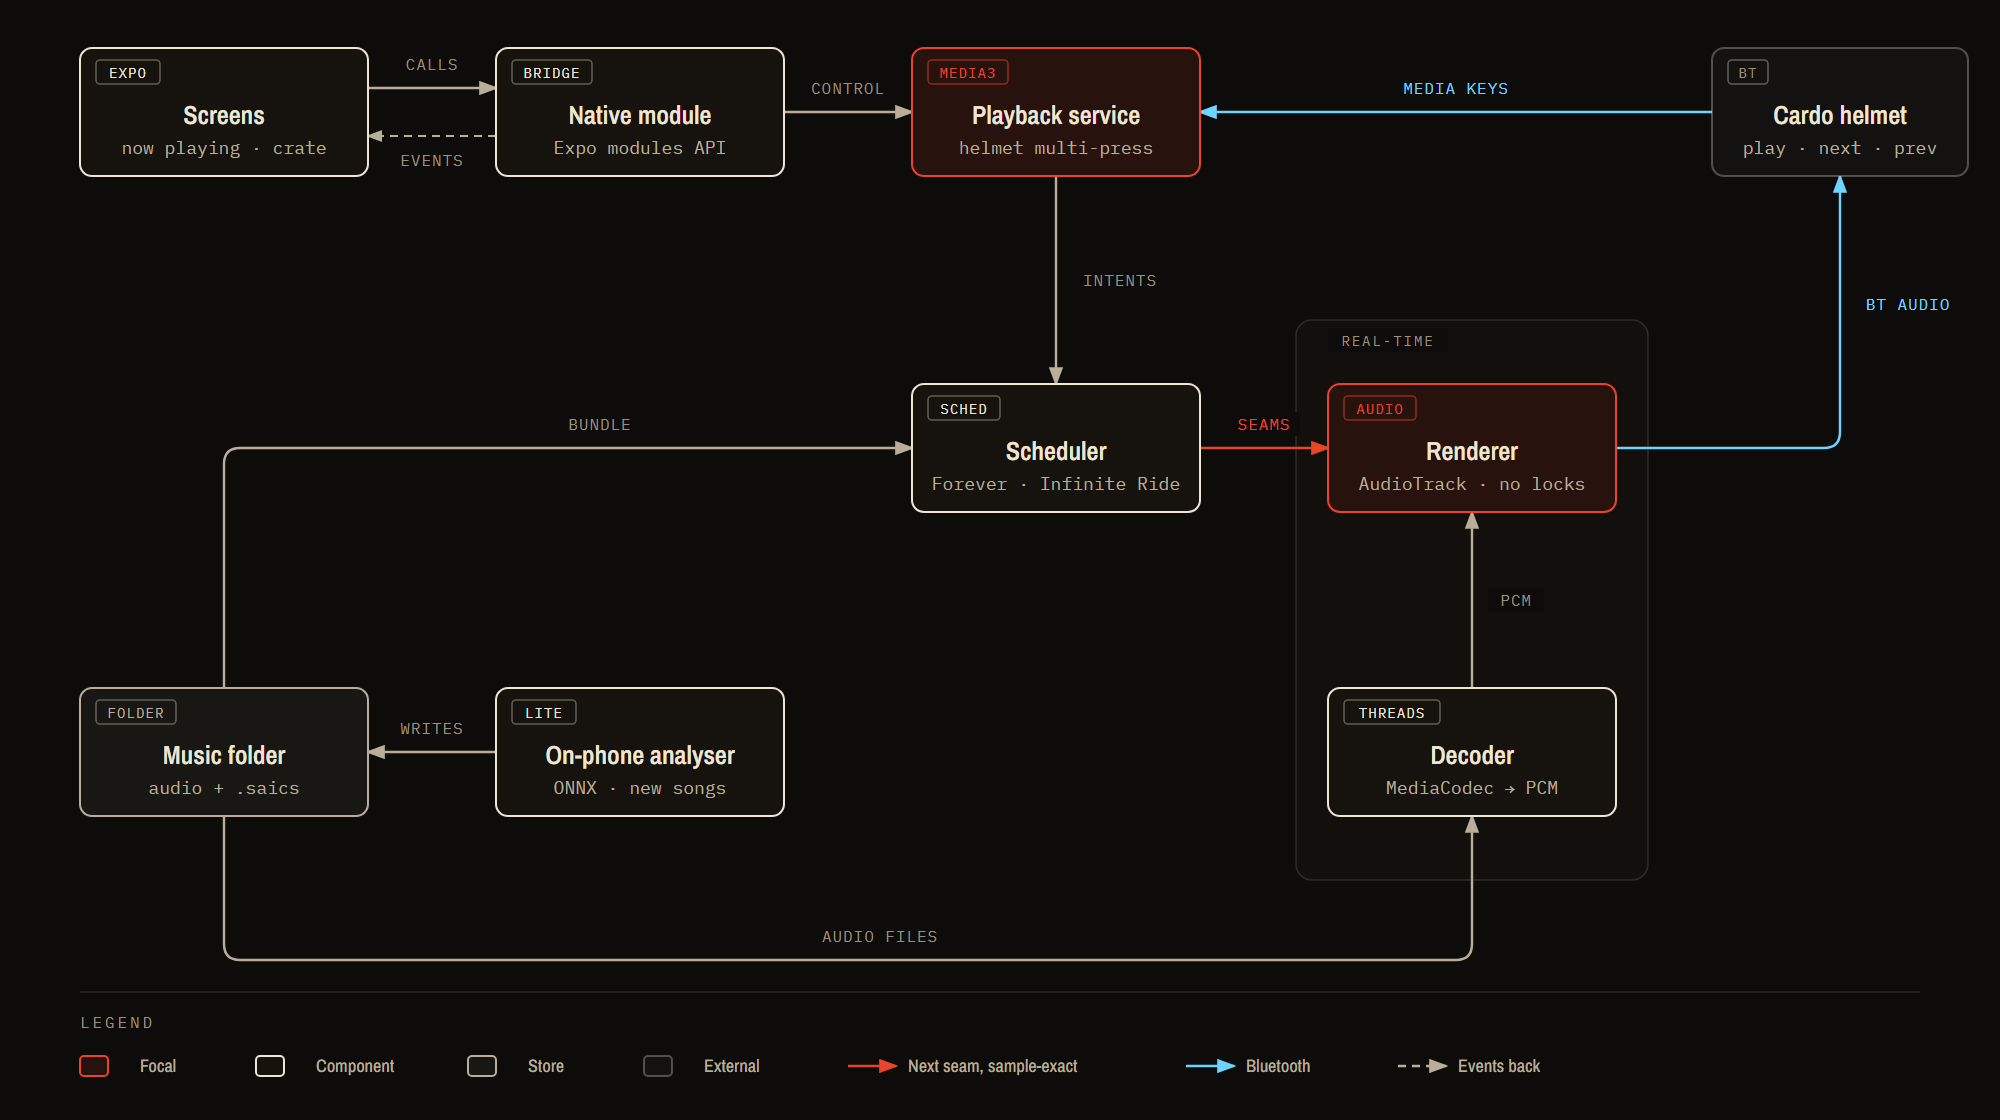 EXPO
Screens
now playing · crate
CALLS
EVENTS
BRIDGE
Native module
Expo modules API
CONTROL
MEDIA3
Playback service
helmet multi-press
MEDIA KEYS
BT
Cardo helmet
play · next · prev
INTENTS
BT AUDIO
REAL-TIME
BUNDLE
SCHED
Scheduler
Forever · Infinite Ride
SEAMS
AUDIO
Renderer
AudioTrack · no locks
PCM
FOLDER
Music folder
audio + .saics
WRITES
LITE
On-phone analyser
ONNX · new songs
THREADS
Decoder
MediaCodec → PCM
AUDIO FILES
LEGEND
Focal
Component
Store
External
Next seam, sample-exact
Bluetooth
Events back